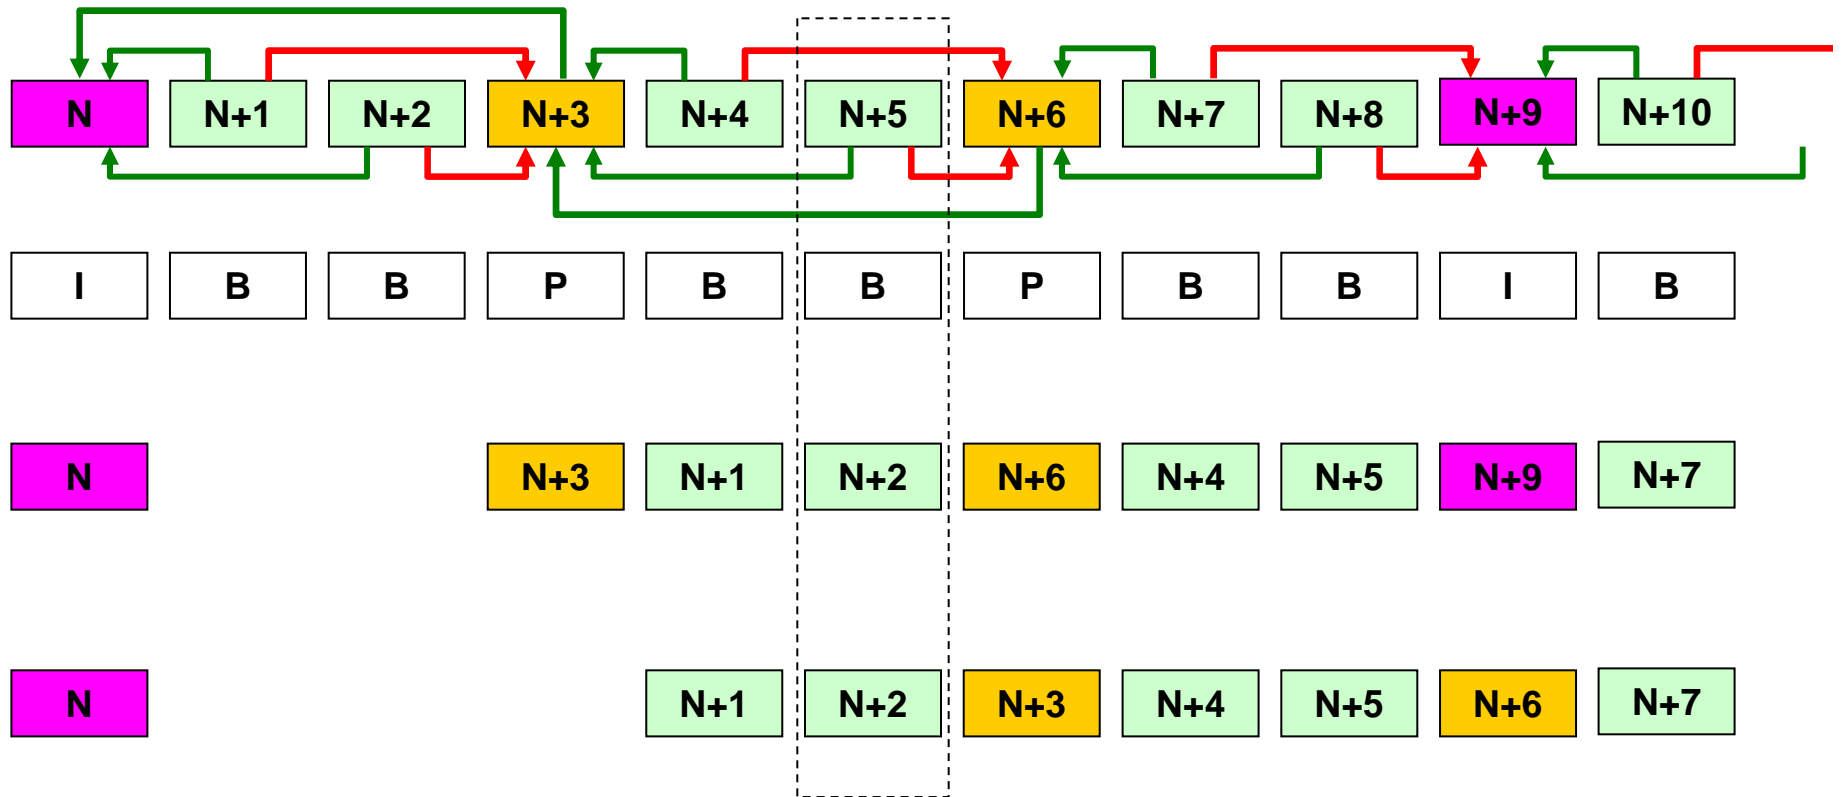 N N+1 N+2 N+3 N+4 N+5 N+6 N+7 N+8 N+9 N+10
I B B P B B P B B I B
N N+3 N+1 N+2 N+6 N+4 N+5 N+9 N+7
N N+1 N+2 N+3 N+4 N+5 N+6 N+7